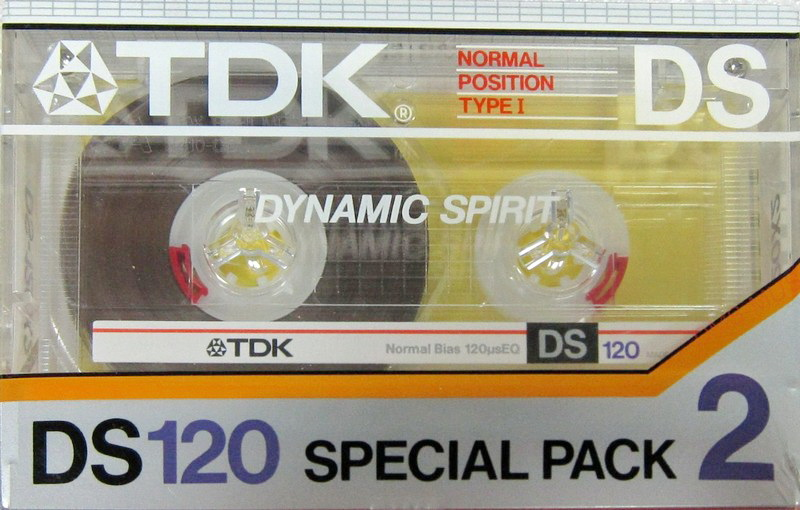 TDK®
NORMAL
POSITION
TYPE I
DS
DYNAMIC SPIRIT
TDK
Normal Bias 120µsEQ
DS 120
DS120 SPECIAL PACK 2